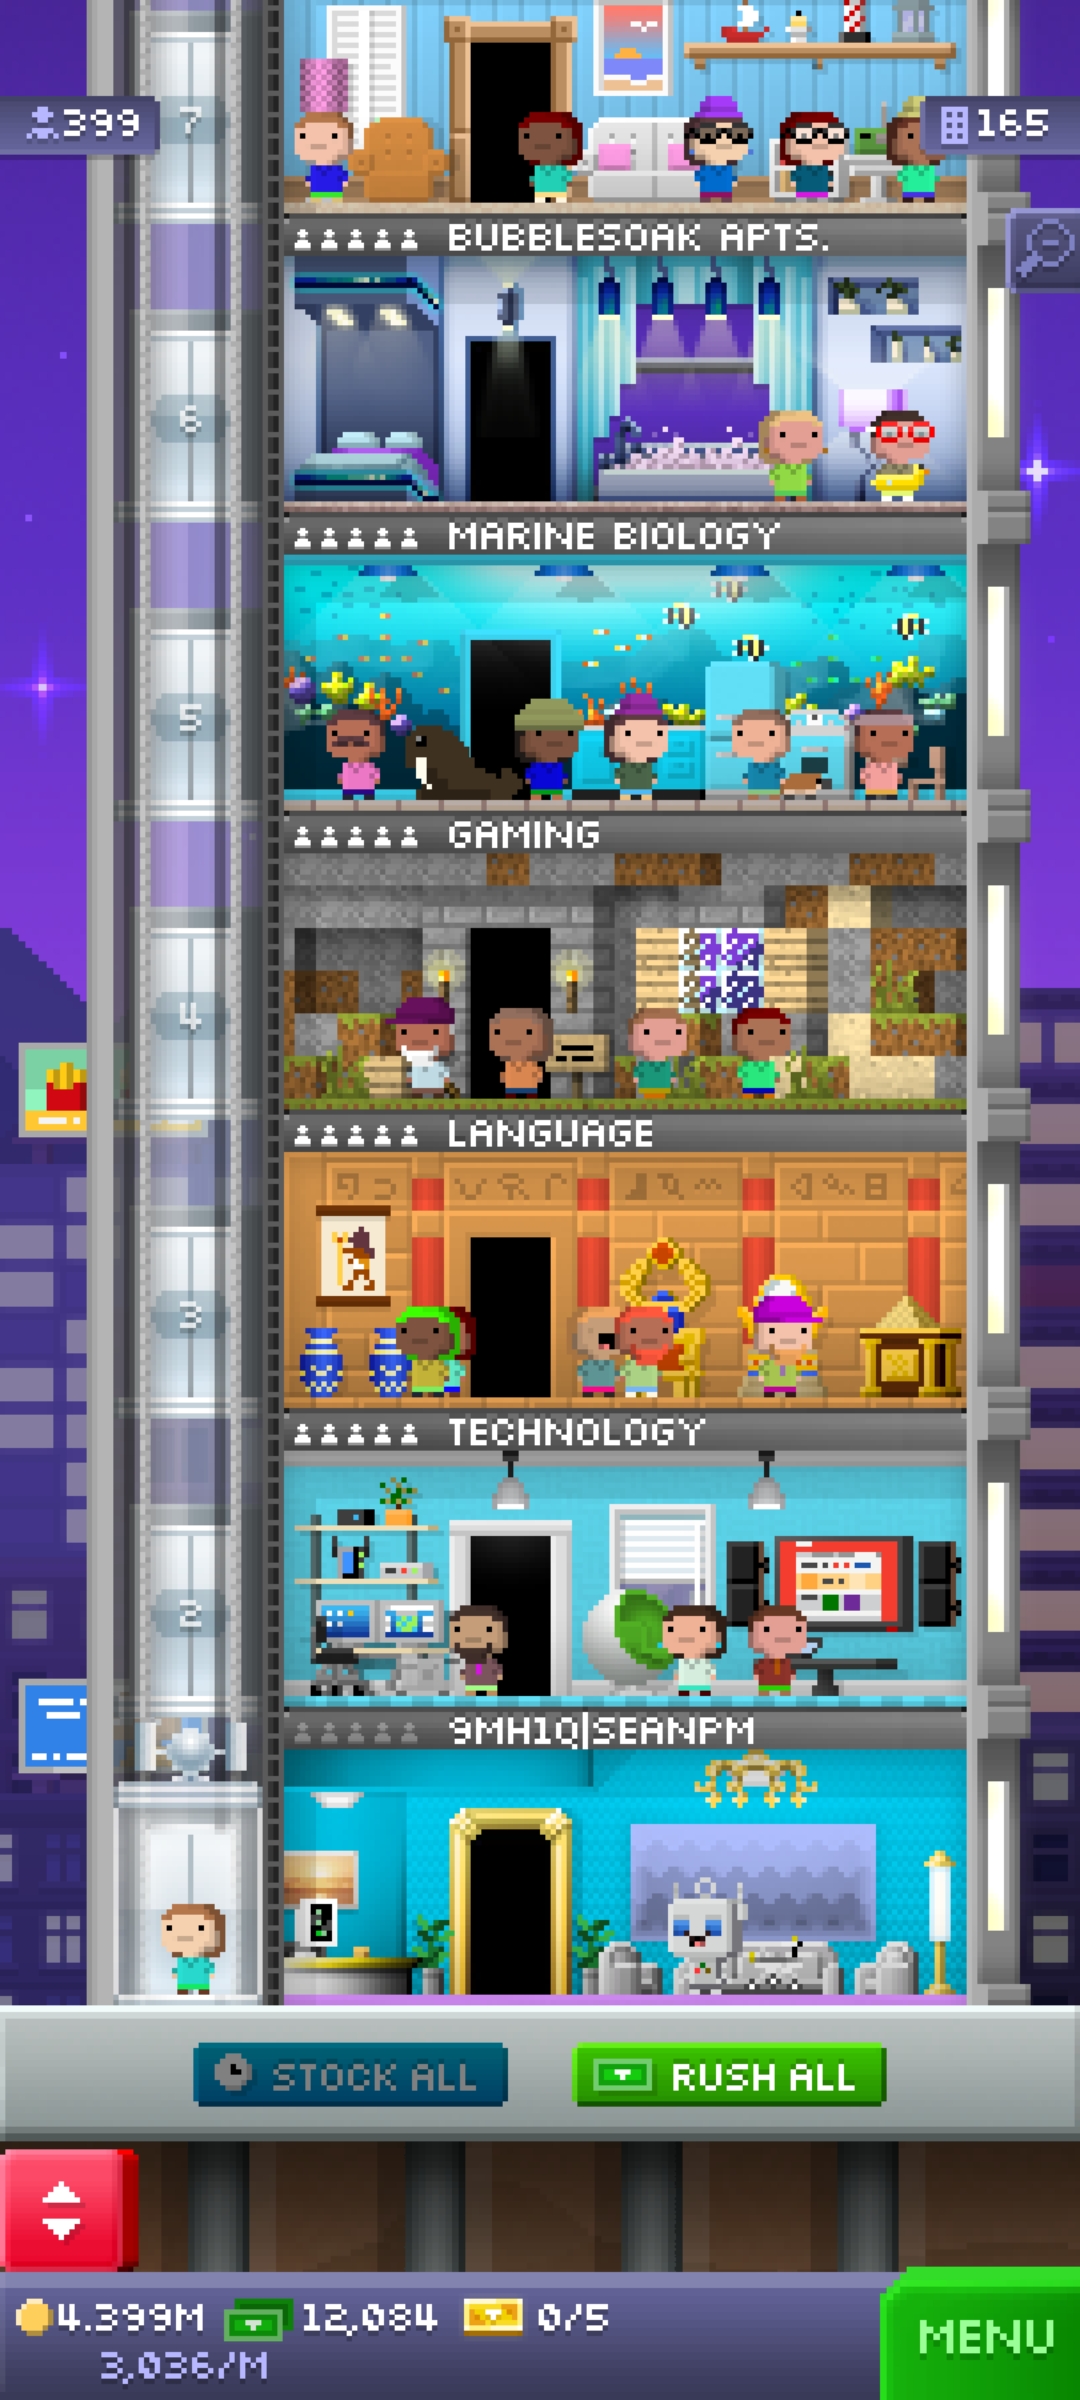 399
7
165
BUBBLESOAK APTS.
6
MARINE BIOLOGY
5
GAMING
4
LANGUAGE
3
TECHNOLOGY
2
9MH1Q|SEANPM
STOCK ALL
RUSH ALL
4.399M
12,084
0/5
3,036/M
MENU